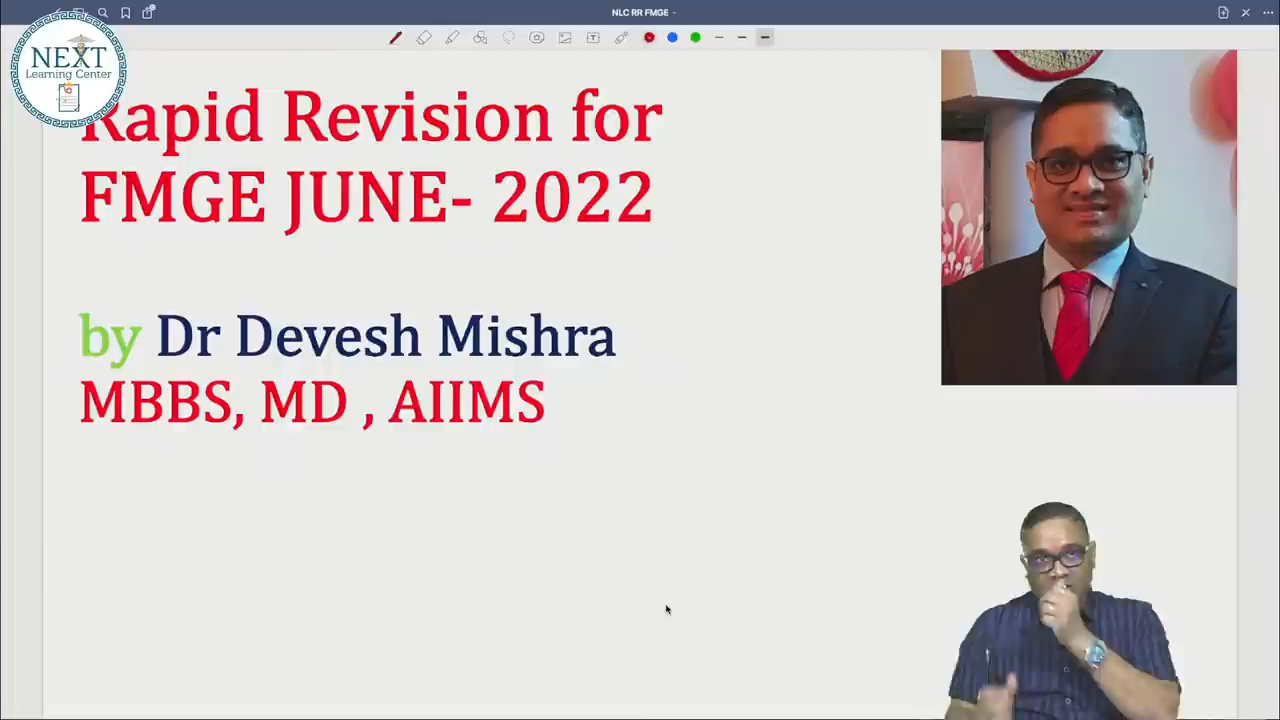 NLC RR FMGE
NEXT
Learning Center
Rapid Revision for
FMGE JUNE- 2022
by Dr Devesh Mishra
MBBS, MD , AIIMS